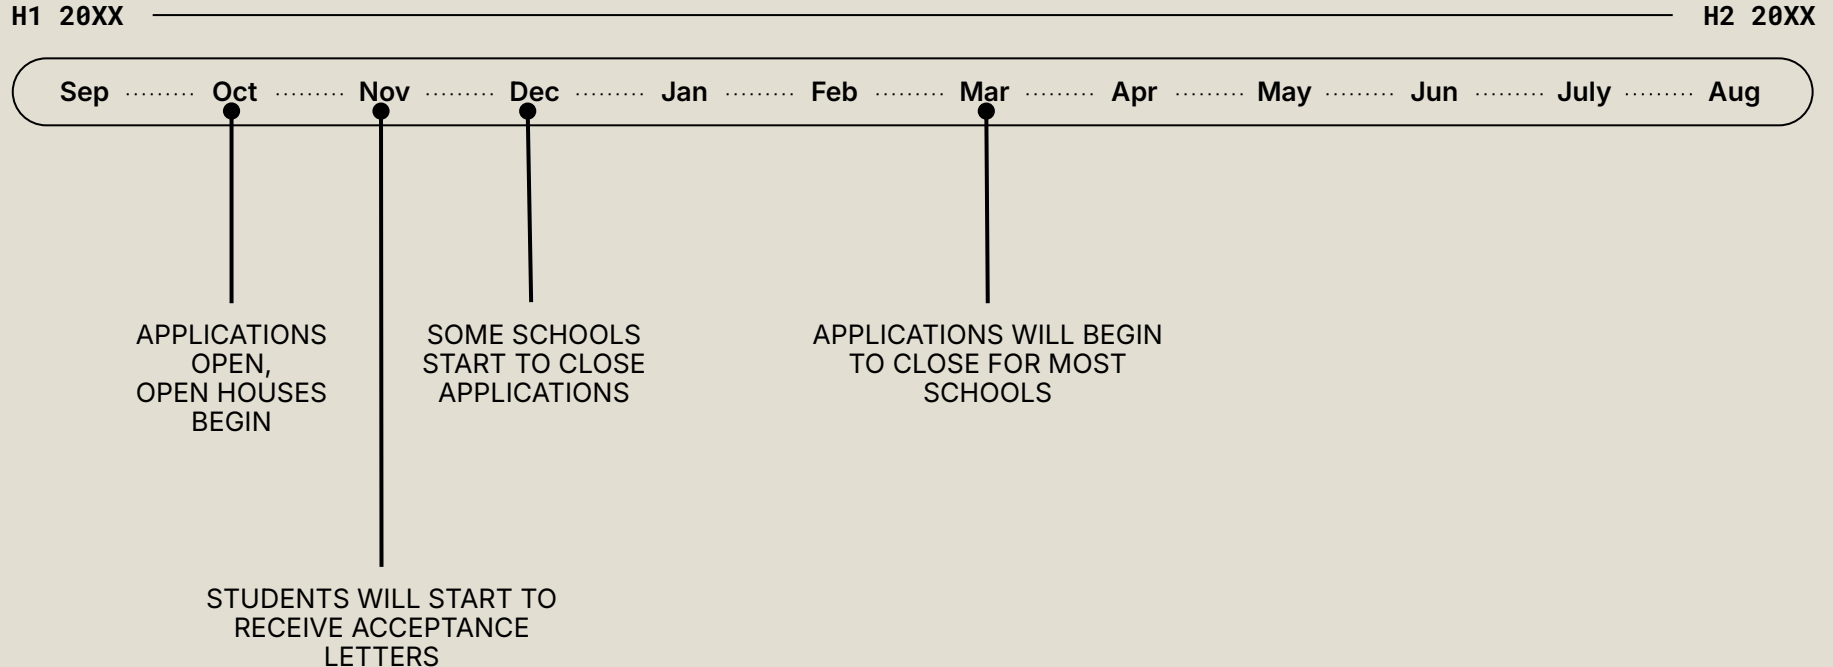 H1 20XX H2 20XX
Sep Oct Nov Dec Jan Feb Mar Apr May Jun July Aug
APPLICATIONS
OPEN,
OPEN HOUSES
BEGIN
SOME SCHOOLS
START TO CLOSE
APPLICATIONS
APPLICATIONS WILL BEGIN
TO CLOSE FOR MOST
SCHOOLS
STUDENTS WILL START TO
RECEIVE ACCEPTANCE
LETTERS